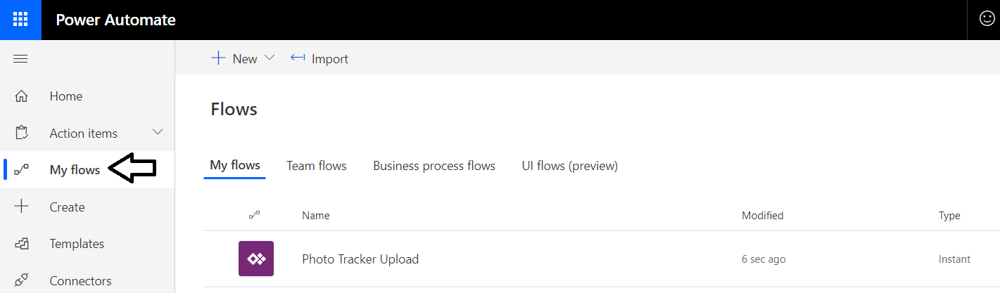 Power Automate
New
Import
Home
Action items
My flows
Create
Templates
Connectors
Flows
My flows Team flows Business process flows UI flows (preview)
Name Modified Type
Photo Tracker Upload 6 sec ago Instant